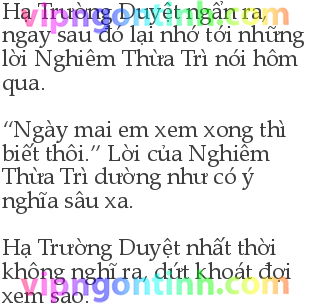 vipngontinh.com
Hạ Trường Duyệt ngẩn ra,
ngay sau đó lại nhớ tới những
lời Nghiêm Thừa Trì nói hôm
qua.
“Ngày mai em xem xong thì
biết thôi.” Lời của Nghiêm
Thừa Trì dường như có ý
nghĩa sâu xa.
Hạ Trường Duyệt nhất thời
không nghĩ ra, dứt khoát đợi
vipngontinh.com
xem sao.